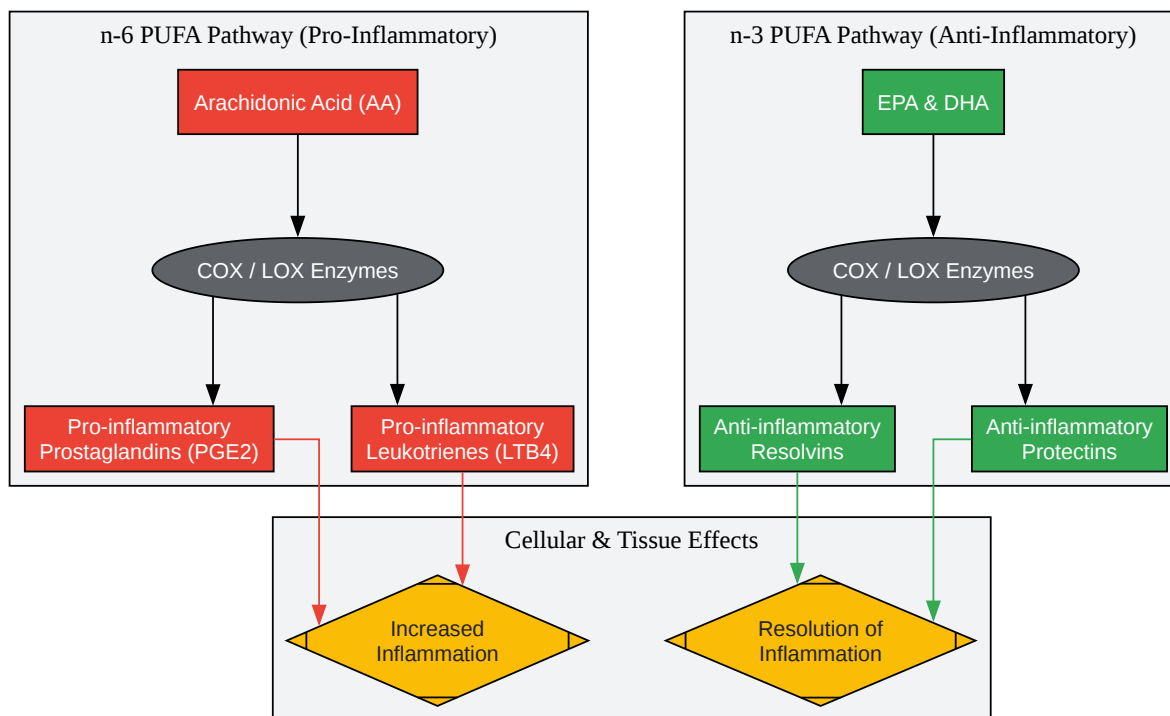 n-6 PUFA Pathway (Pro-Inflammatory)
Arachidonic Acid (AA)
COX / LOX Enzymes
Pro-inflammatory
Prostaglandins (PGE2)
Pro-inflammatory
Leukotrienes (LTB4)
n-3 PUFA Pathway (Anti-Inflammatory)
EPA & DHA
COX / LOX Enzymes
Anti-inflammatory
Resolvins
Anti-inflammatory
Protectins
Cellular & Tissue Effects
Increased
Inflammation
Resolution of
Inflammation